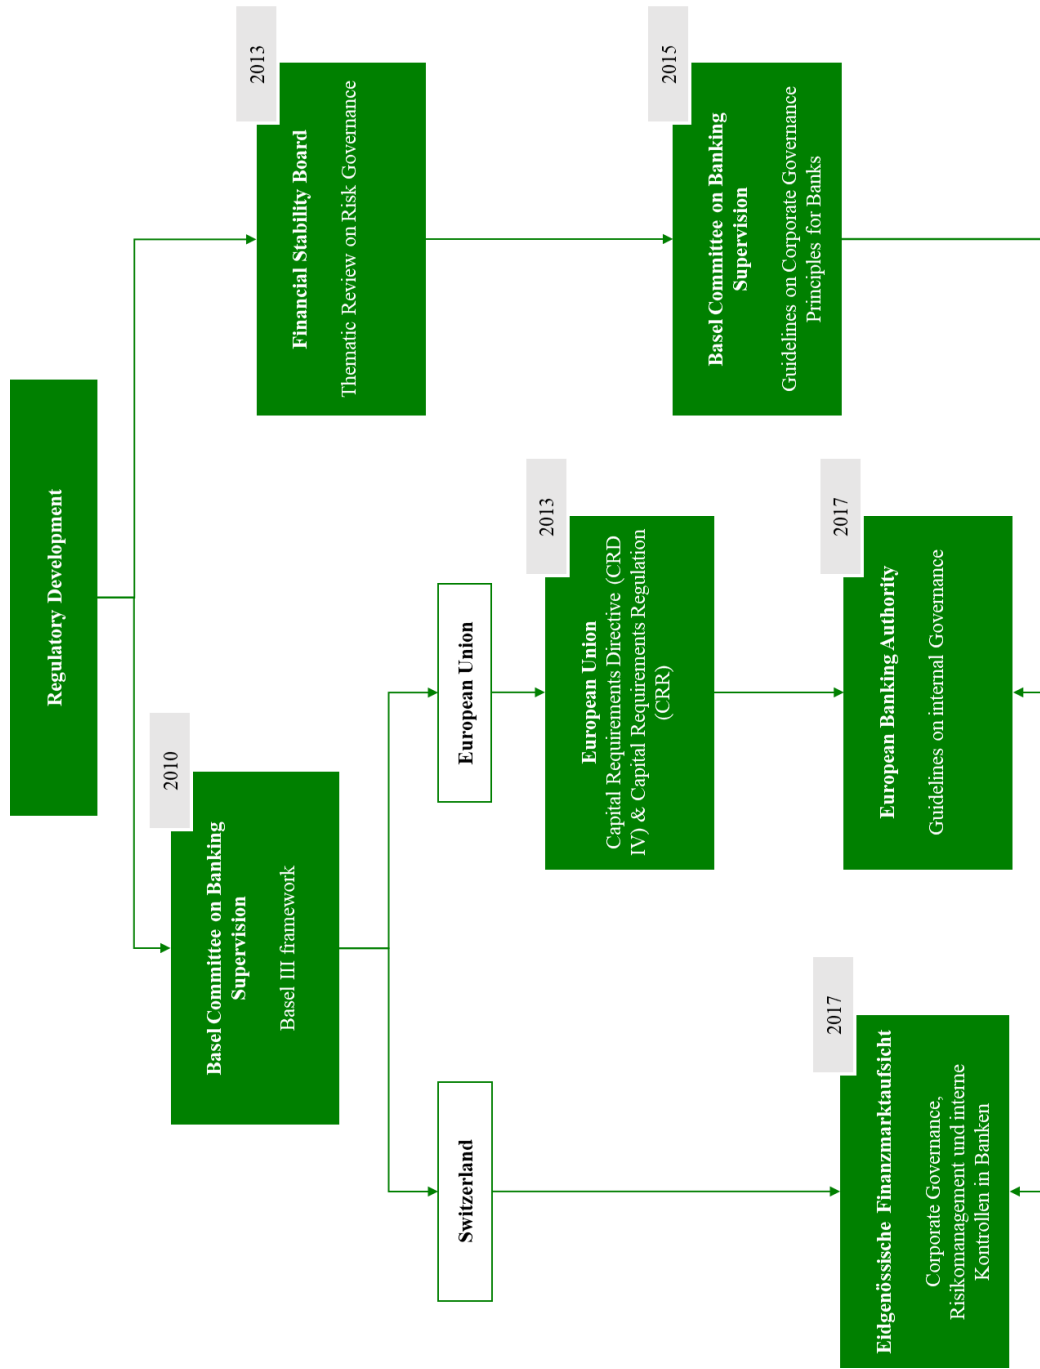 Regulatory Development
2010
Basel Committee on Banking
Supervision
Basel III framework
2013
Financial Stability Board
Thematic Review on Risk Governance
Switzerland
European Union
2013
European Union
Capital Requirements Directive (CRD
IV) & Capital Requirements Regulation
(CRR)
2015
Basel Committee on Banking
Supervision
Guidelines on Corporate Governance
Principles for Banks
2017
Eidgenössische Finanzmarktaufsicht
Corporate Governance,
Risikomanagement und interne
Kontrollen in Banken
2017
European Banking Authority
Guidelines on internal Governance